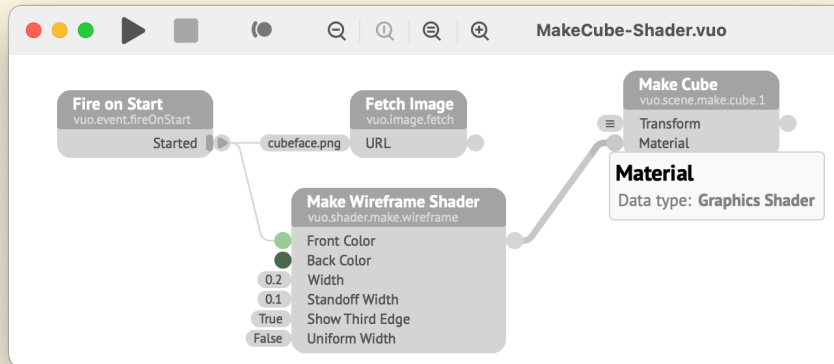 MakeCube-Shader.vuo
Fire on Start
vuo.event.fireOnStart
Started
cubeface.png
Fetch Image
vuo.image.fetch
URL
Make Cube
vuo.scene.make.cube.1
Transform
Material
Material
Data type: Graphics Shader
Make Wireframe Shader
vuo.shader.make.wireframe
Front Color
Back Color
0.2 Width
0.1 Standoff Width
True Show Third Edge
False Uniform Width